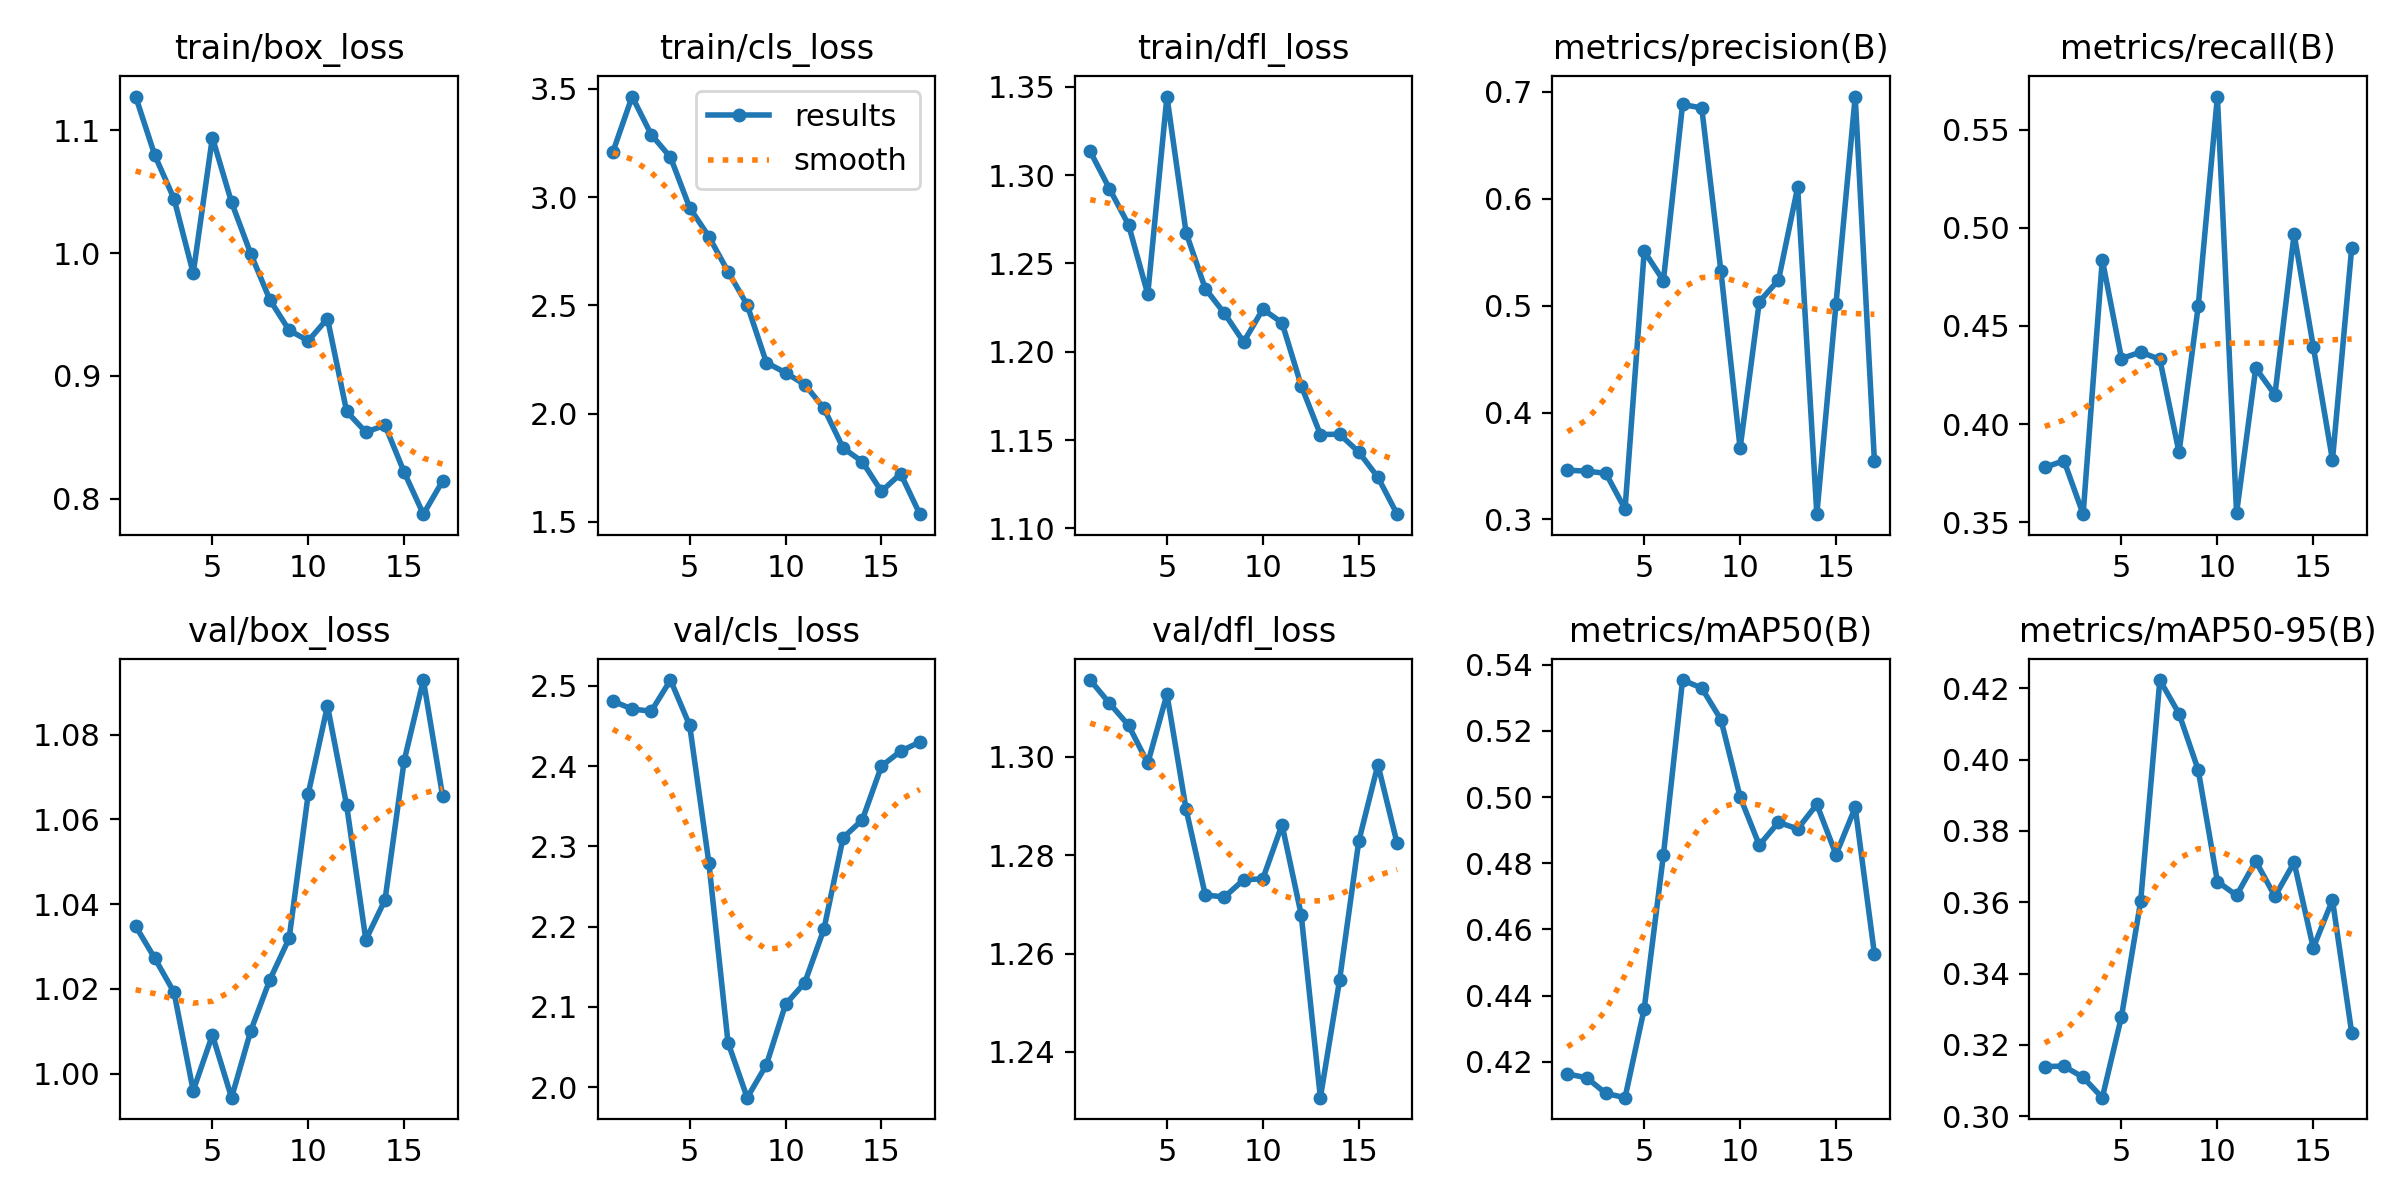 train/box_loss
1.1
1.0
0.9
0.8
5 10 15
train/cls_loss
results
smooth
3.5
3.0
2.5
2.0
1.5
5 10 15
train/dfl_loss
1.35
1.30
1.25
1.20
1.15
1.10
5 10 15
metrics/precision(B)
0.7
0.6
0.5
0.4
0.3
5 10 15
metrics/recall(B)
0.55
0.50
0.45
0.40
0.35
5 10 15
val/box_loss
1.08
1.06
1.04
1.02
1.00
5 10 15
val/cls_loss
2.5
2.4
2.3
2.2
2.1
2.0
5 10 15
val/dfl_loss
1.30
1.28
1.26
1.24
5 10 15
metrics/mAP50(B)
0.54
0.52
0.50
0.48
0.46
0.44
0.42
5 10 15
metrics/mAP50-95(B)
0.42
0.40
0.38
0.36
0.34
0.32
0.30
5 10 15